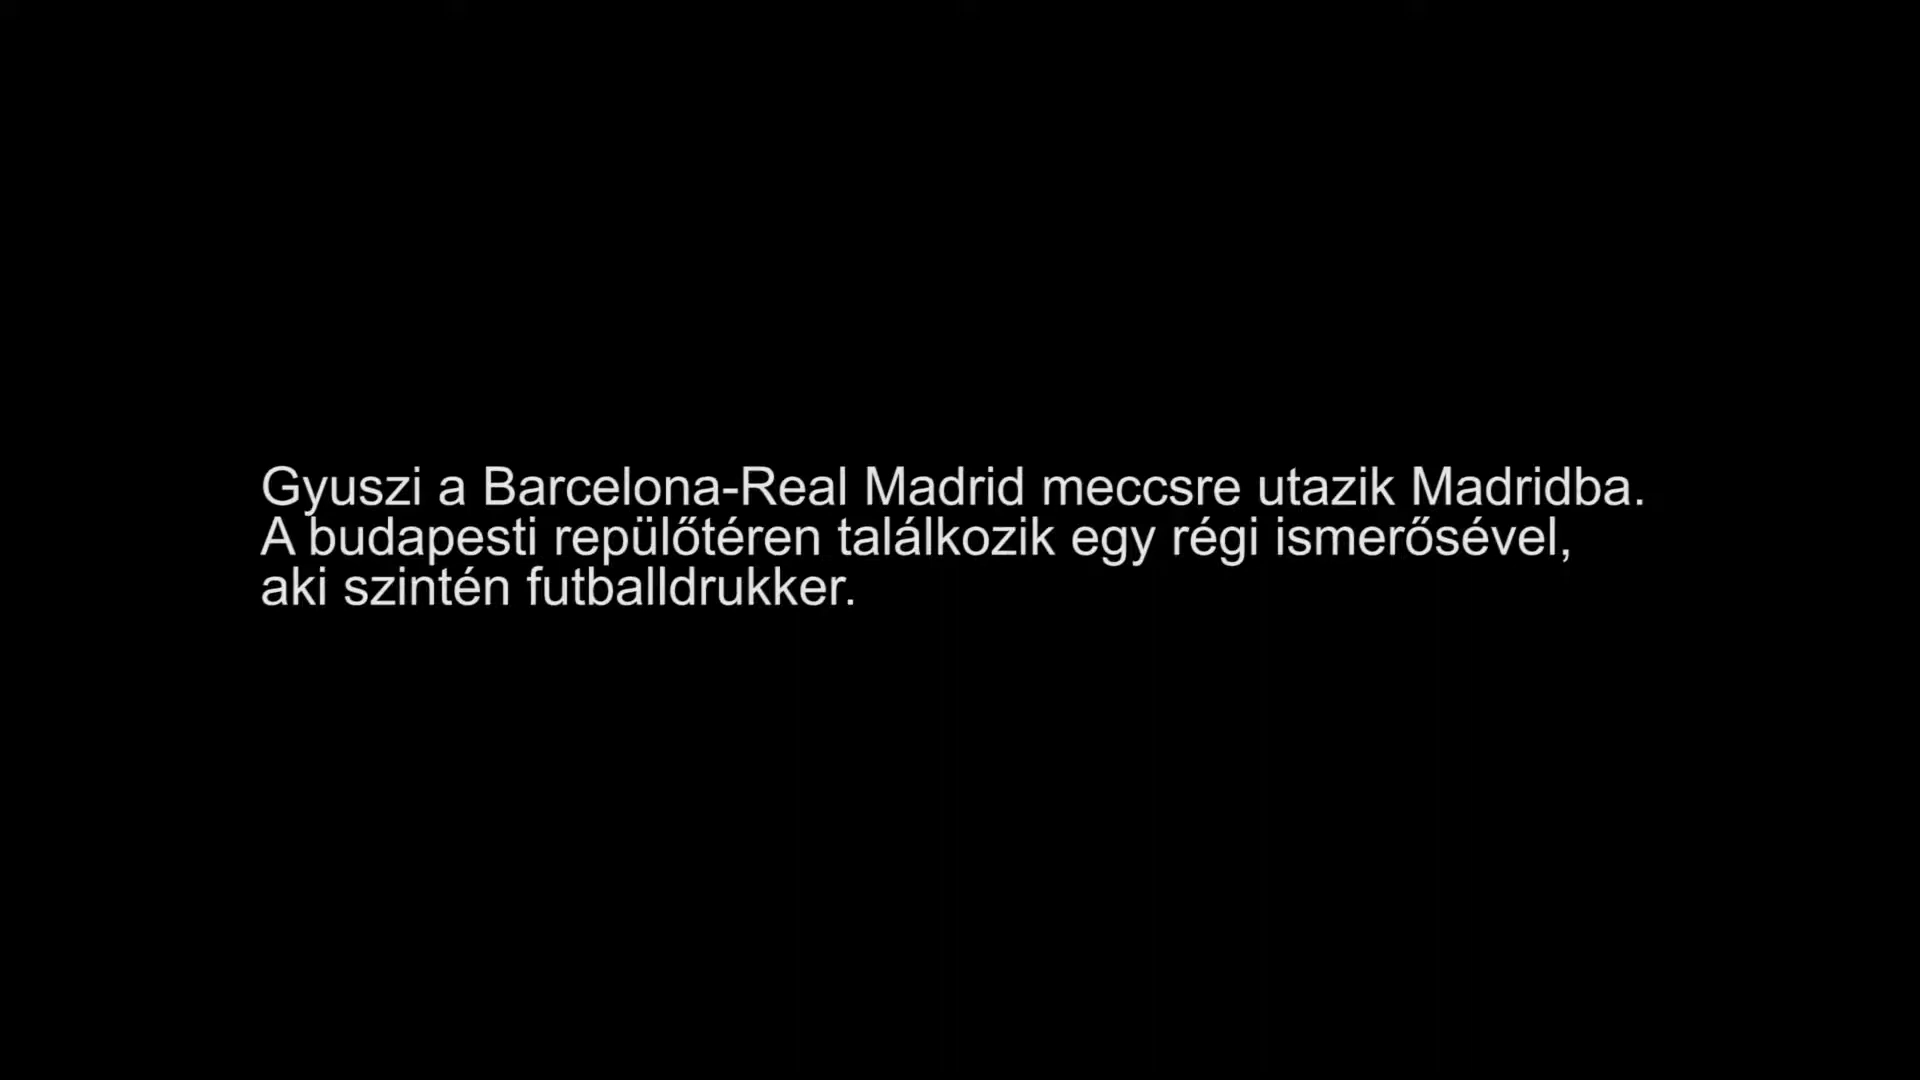 Gyuszi a Barcelona-Real Madrid meccsre utazik Madridba.
A budapesti repülőtéren találkozik egy régi ismerősével,
aki szintén futballdrukker.